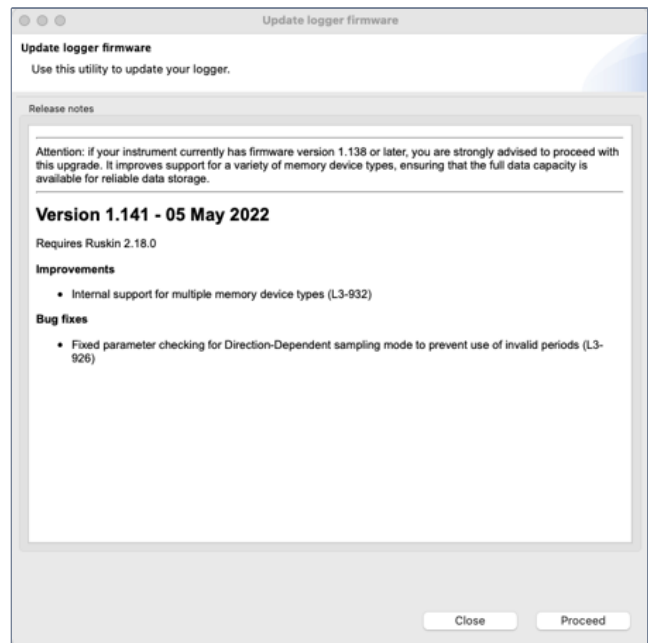 Update logger firmware
Update logger firmware
Use this utility to update your logger.
Release notes
Attention: if your instrument currently has firmware version 1.138 or later, you are strongly advised to proceed with
this upgrade. It improves support for a variety of memory device types, ensuring that the full data capacity is
available for reliable data storage.
Version 1.141 - 05 May 2022
Requires Ruskin 2.18.0
Improvements
• Internal support for multiple memory device types (L3-932)
Bug fixes
• Fixed parameter checking for Direction-Dependent sampling mode to prevent use of invalid periods (L3-
926)
Close Proceed